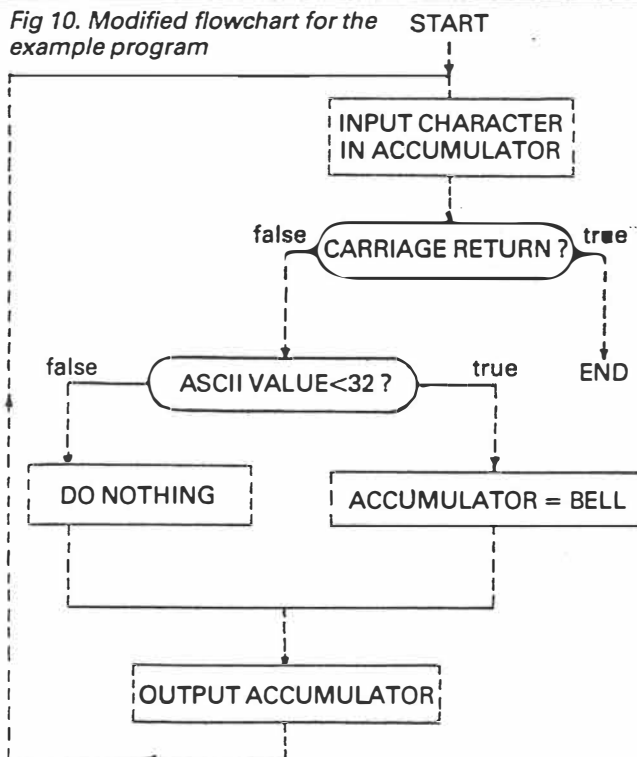 Fig 10. Modified flowchart for the
example program
START
INPUT CHARACTER
IN ACCUMULATOR
false
CARRIAGE RETURN ?
true
false
ASCII VALUE<32 ?
true
END
DO NOTHING
ACCUMULATOR = BELL
OUTPUT ACCUMULATOR